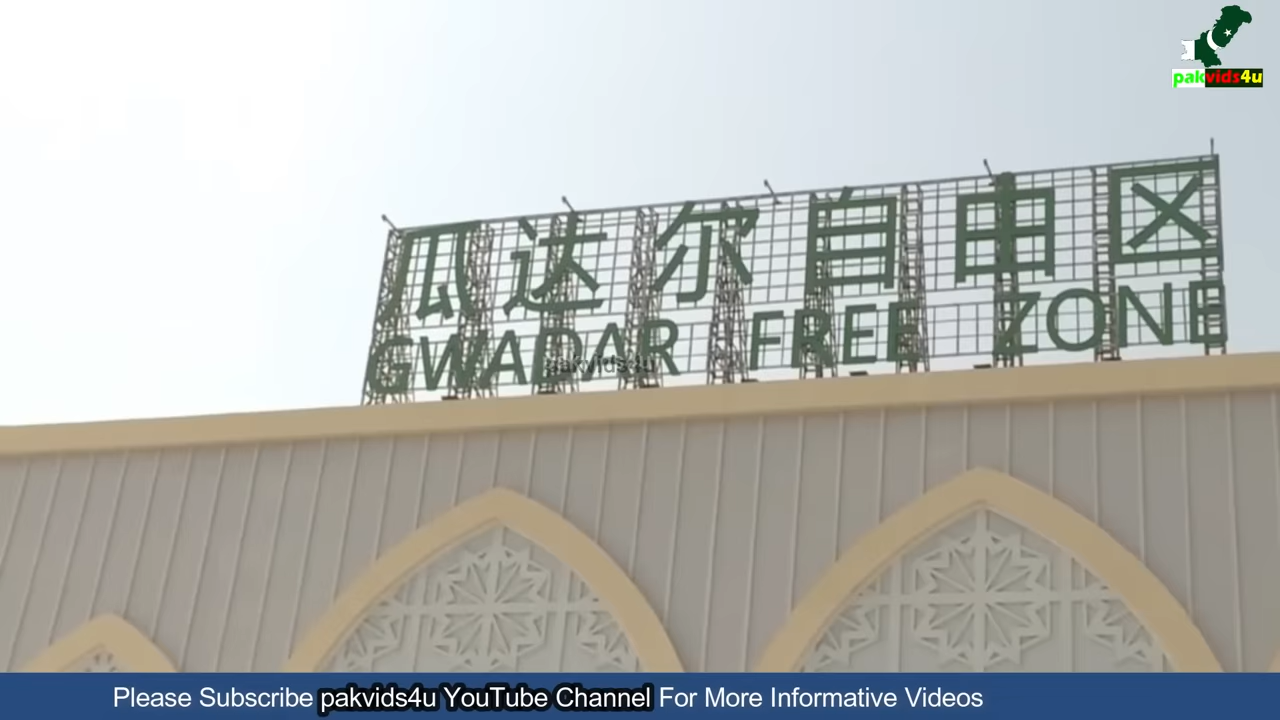 pakvids4u
瓜达尔自由区
GWADAR FREE ZONE
pakvids4u
Please Subscribe pakvids4u YouTube Channel For More Informative Videos